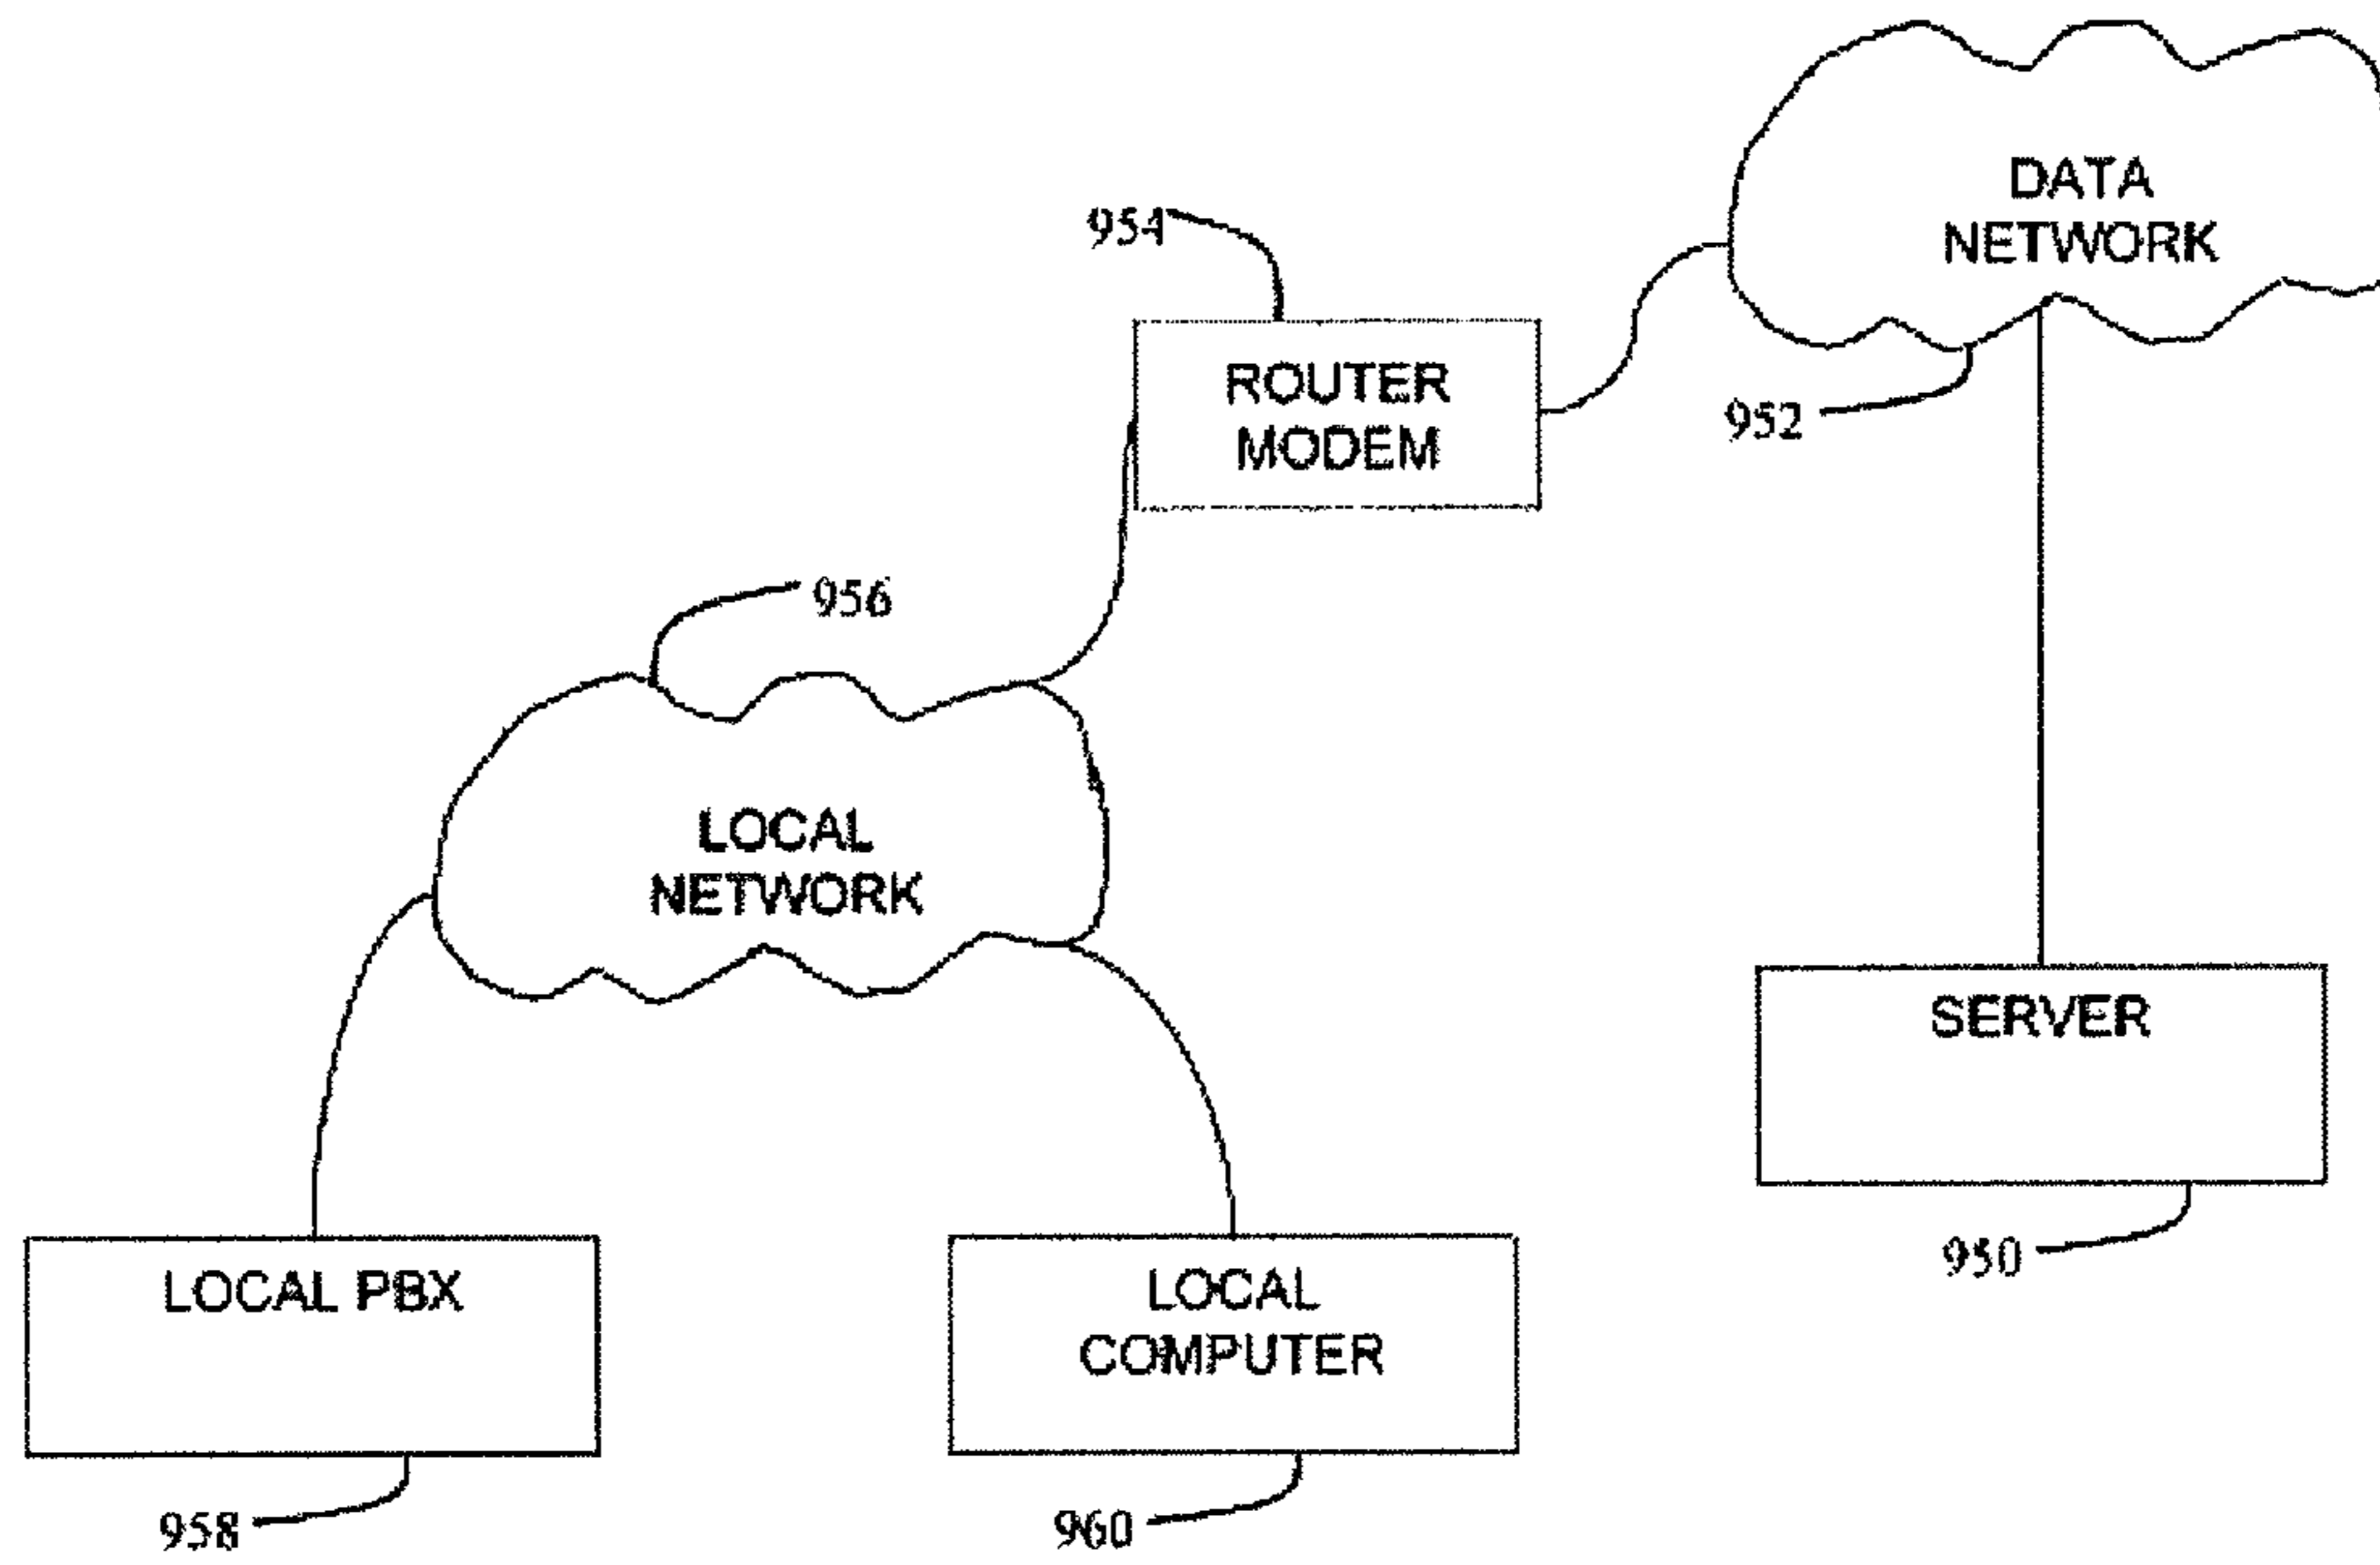 DATA
NETWORK
954
ROUTER
MODEM
952
956
LOCAL
NETWORK
SERVER
950
LOCAL PBX
LOCAL
COMPUTER
958
960